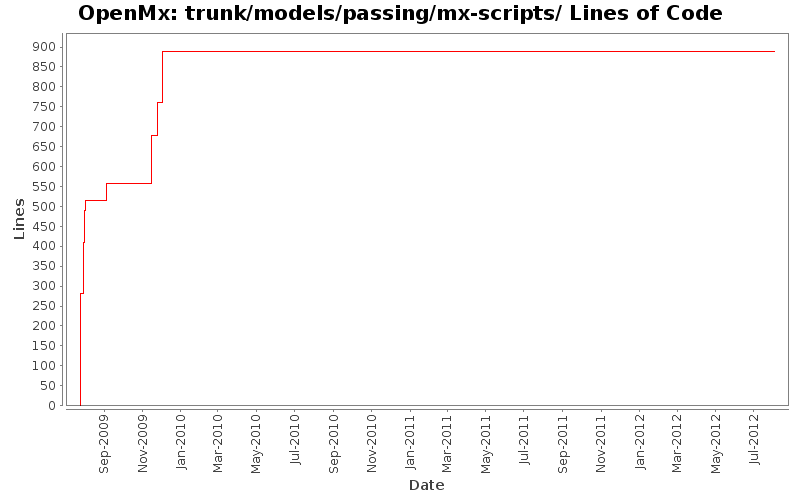 OpenMx: trunk/models/passing/mx-scripts/ Lines of Code
900
850
800
750
700
650
600
550
500
450
400
350
300
250
200
150
100
50
0
Lines
Sep-2009
Nov-2009
Jan-2010
Mar-2010
May-2010
Jul-2010
Sep-2010
Nov-2010
Jan-2011
Mar-2011
May-2011
Jul-2011
Sep-2011
Nov-2011
Jan-2012
Mar-2012
May-2012
Jul-2012
Date